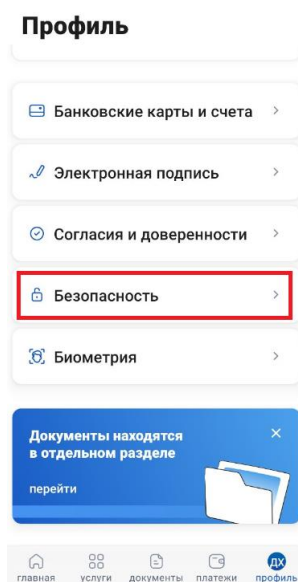 Профиль
Банковские карты и счета
Электронная подпись
Согласия и доверенности
Безопасность
Биометрия
Документы находятся
в отдельном разделе
перейти
ДХ
главная услуги документы платежи профиль